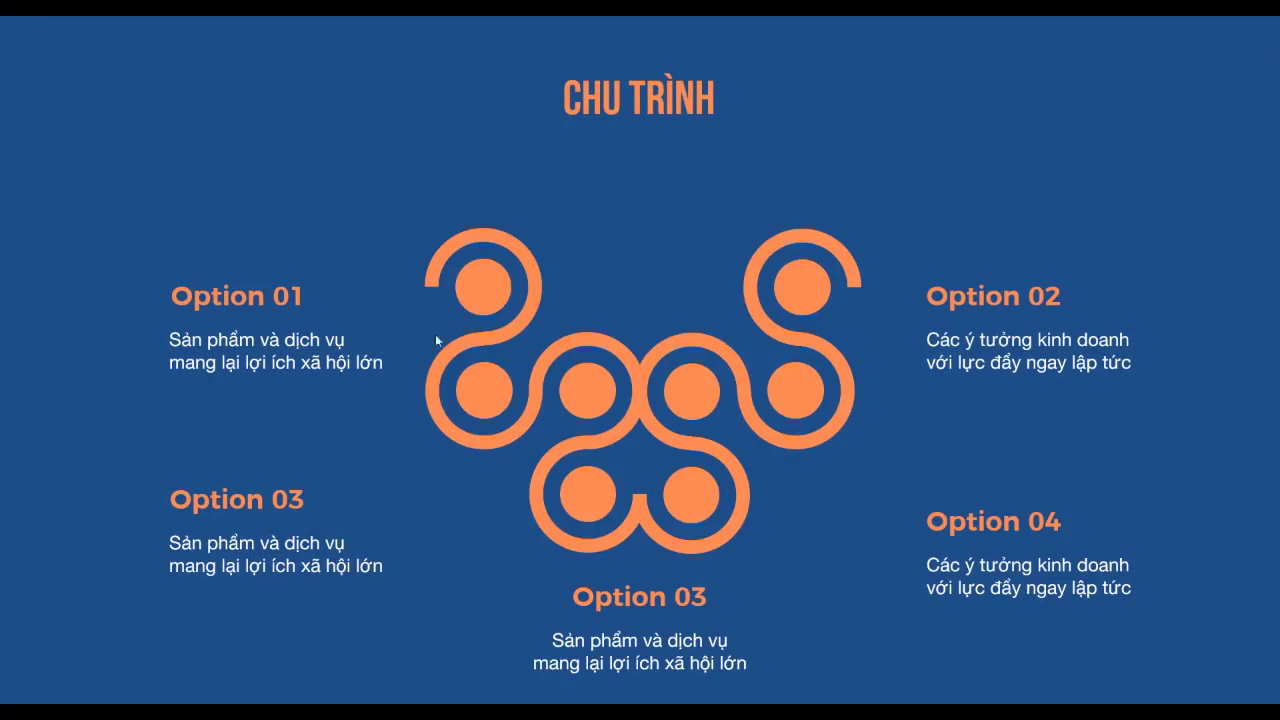 CHU TRÌNH
Option 01
Sản phẩm và dịch vụ
mang lại lợi ích xã hội lớn
Option 02
Các ý tưởng kinh doanh
với lực đẩy ngay lập tức
Option 03
Sản phẩm và dịch vụ
mang lại lợi ích xã hội lớn
Option 04
Các ý tưởng kinh doanh
với lực đẩy ngay lập tức
Option 03
Sản phẩm và dịch vụ
mang lại lợi ích xã hội lớn